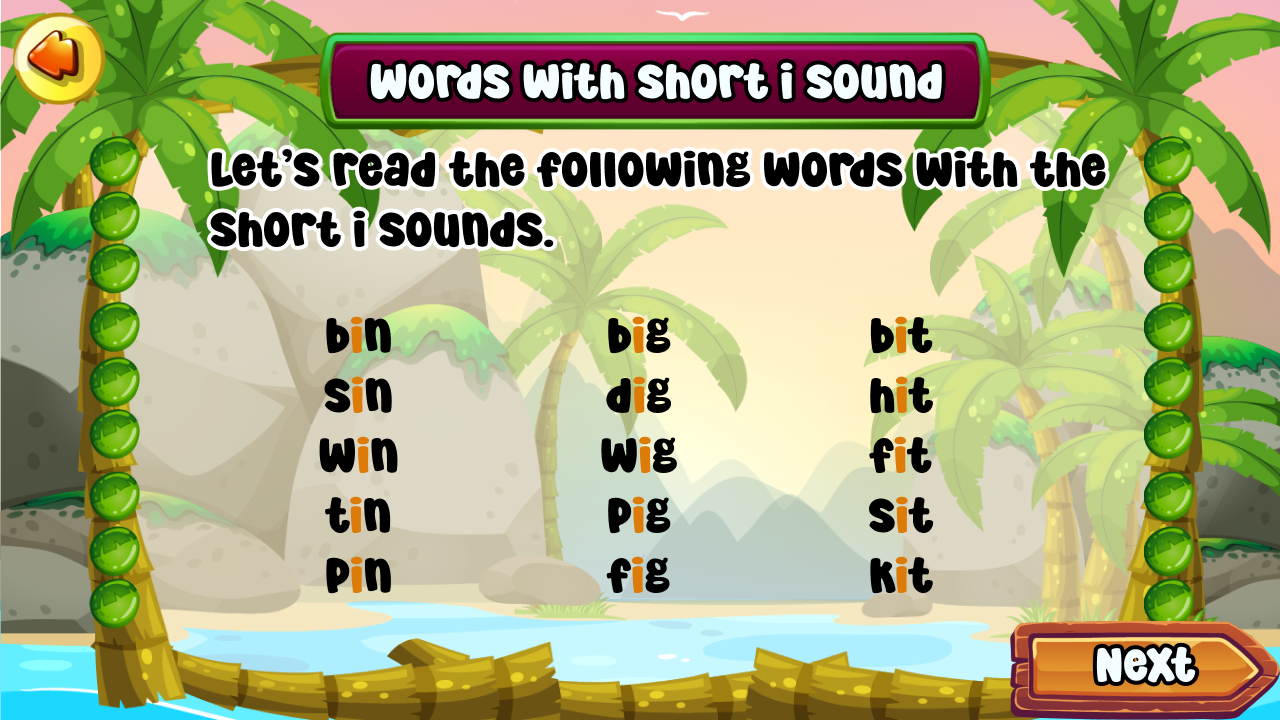 Words With Short i Sound
Let's read the following words with the
short i sounds.
bin big bit
sin dig hit
win wig fit
tin pig sit
pin fig kit
Next